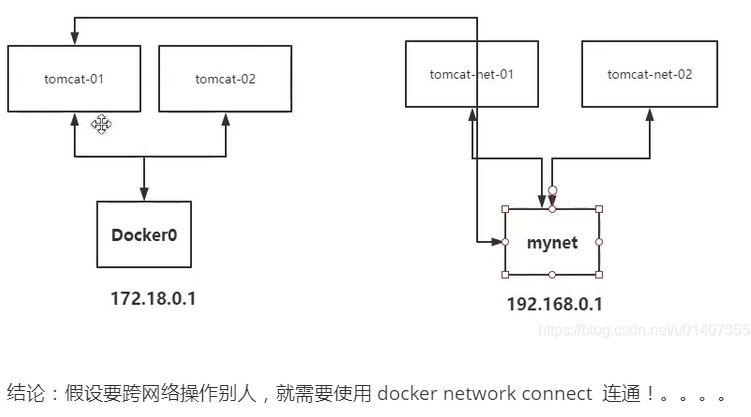 tomcat-01
tomcat-02
tomcat-net-01
tomcat-net-02
Docker0
mynet
172.18.0.1
192.168.0.1
https://blog.csdn.net/u01407355
结论：假设要跨网络操作别人，就需要使用 docker network connect 连通！。。。。